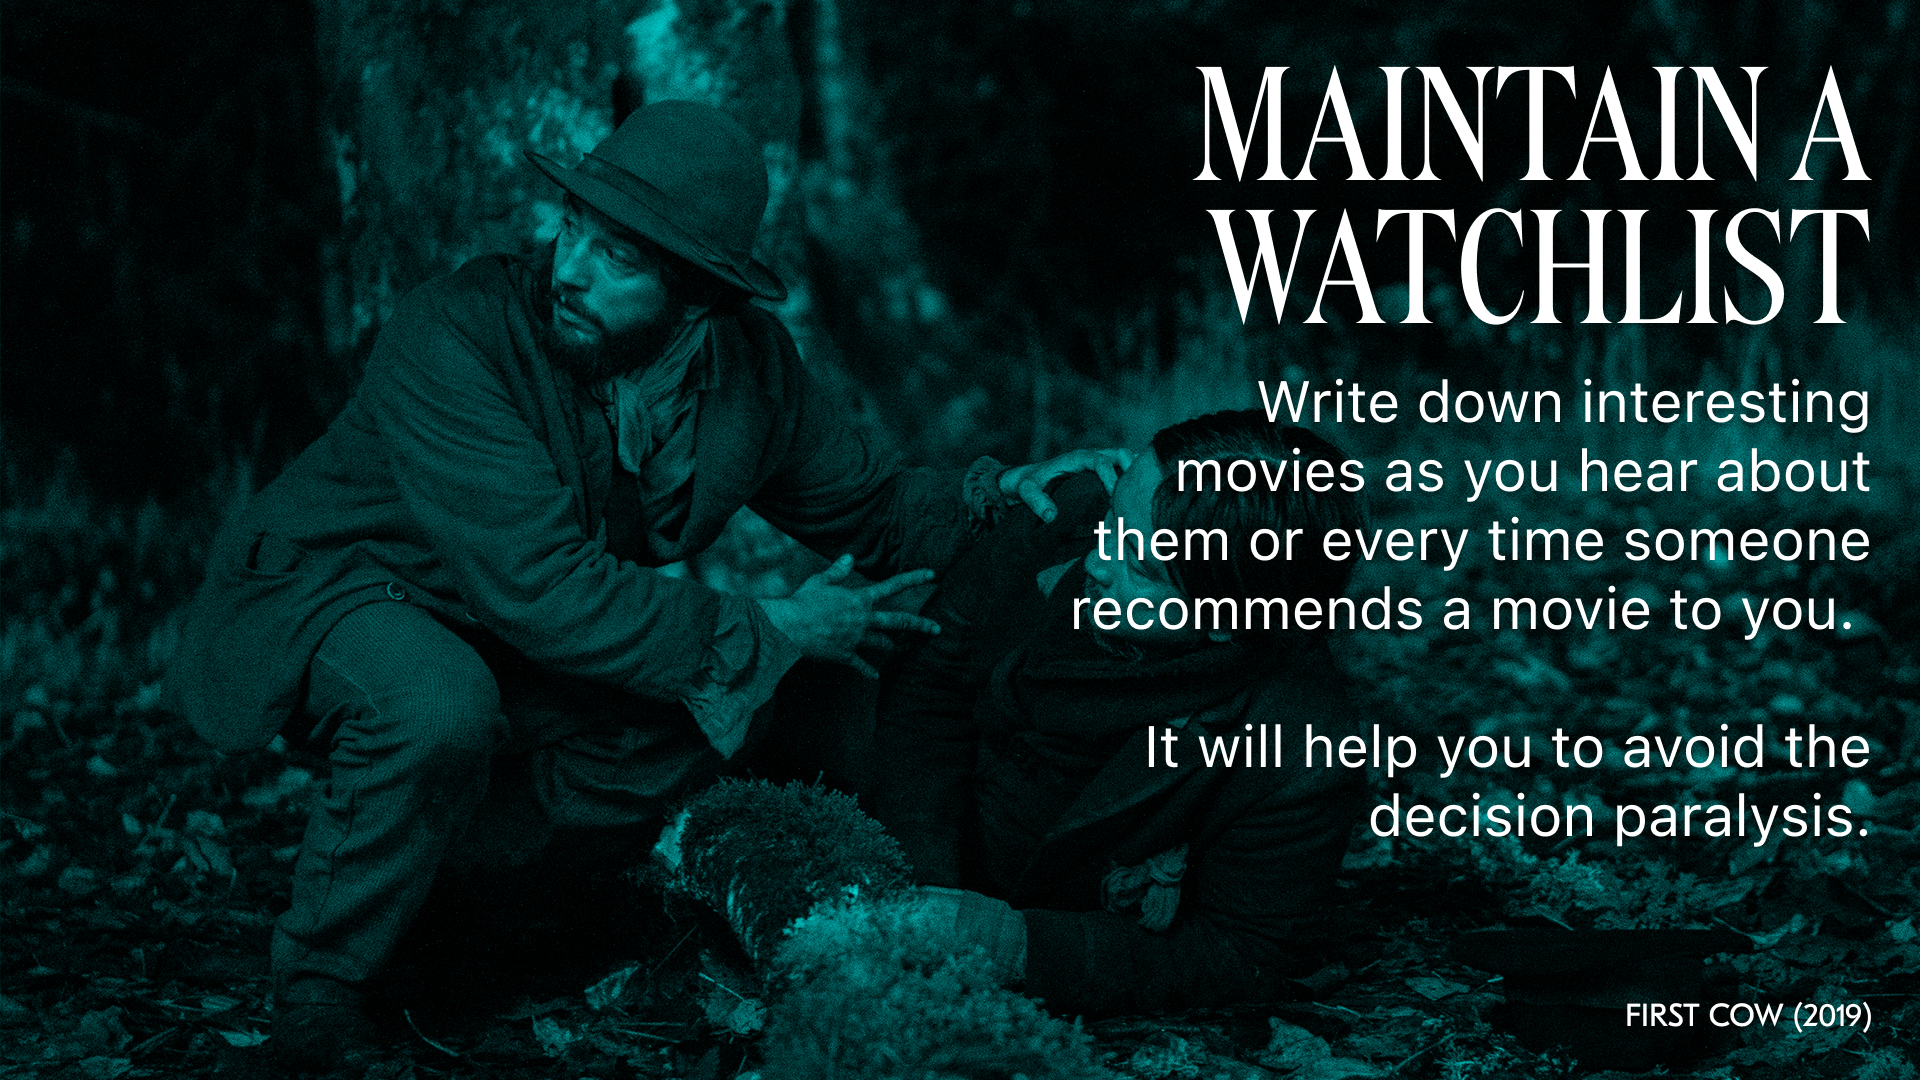 MAINTAIN A
WATCHLIST
Write down interesting
movies as you hear about
them or every time someone
recommends a movie to you.
It will help you to avoid the
decision paralysis.
FIRST COW (2019)